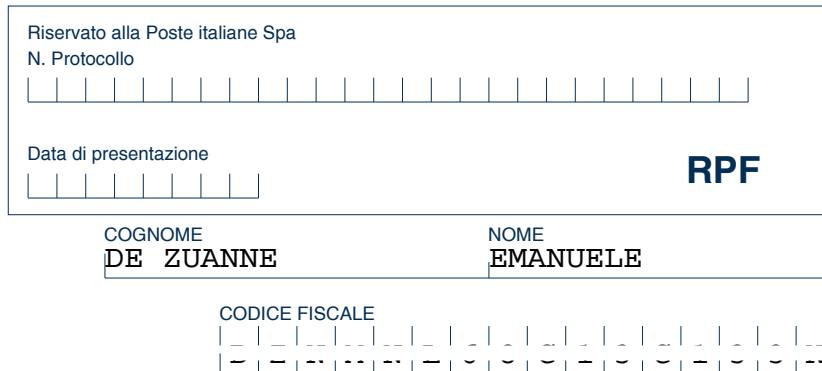 Riservato alla Poste italiane Spa
N. Protocollo
Data di presentazione
RPF
COGNOME NOME
DE ZUANNE EMANUELE
CODICE FISCALE